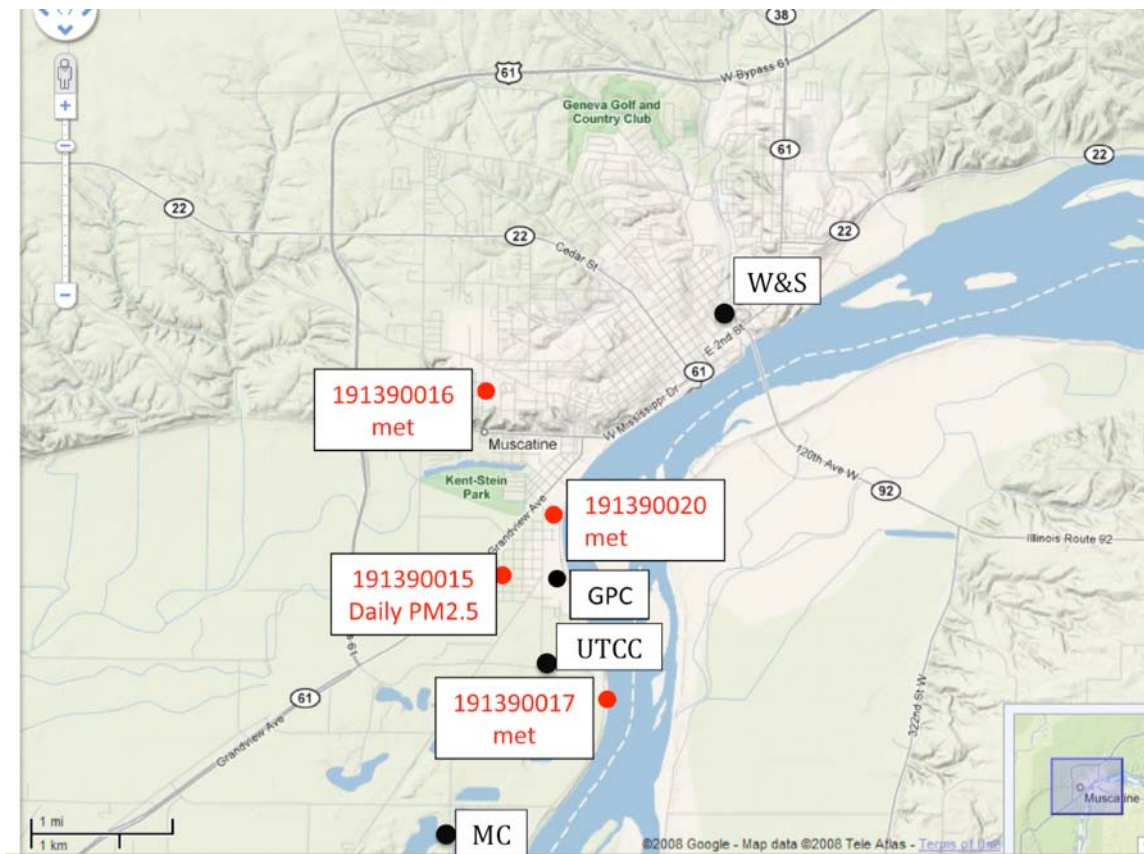 38
61
W Bypass 61
Geneva Golf and
Country Club
61
22
22
22
22
Cedar St
W&S
E 2nd St
61
191390016
met
W Mississippi Dr
Muscatine
120th Ave W
Kent-Stein
Park
92
191390020
met
Grandview Ave
Illinois Route 92
191390015
Daily PM2.5
GPC
UTCC
61
191390017
met
61
322nd St W
Grandview Ave
Muscatine
1 mi
1 km
MC
©2008 Google - Map data ©2008 Tele Atlas - Terms of Use